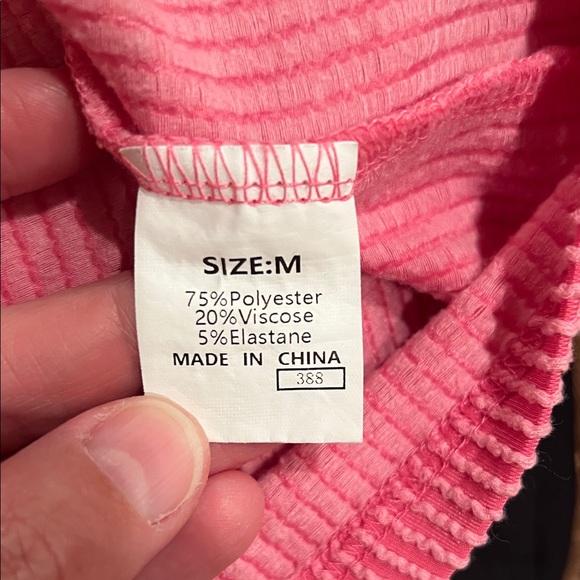 SIZE:M
75%Polyester
20%Viscose
5%Elastane
MADE IN CHINA
388